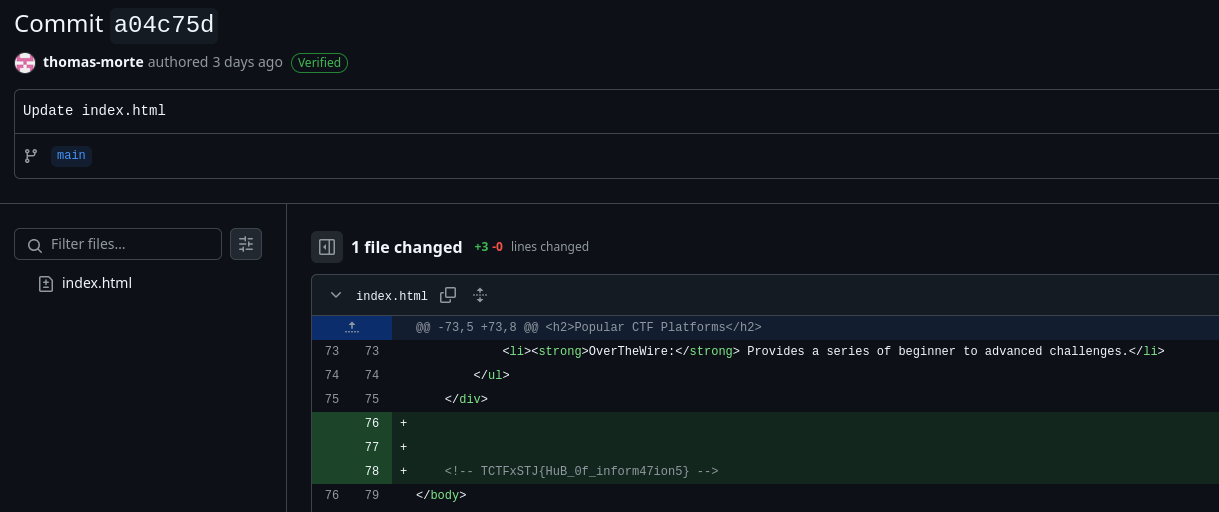 Commit a04c75d
thomas-morte authored 3 days ago Verified
Update index.html
main
Filter files...
index.html
1 file changed +3 -0 lines changed
index.html
@@ -73,5 +73,8 @@ <h2>Popular CTF Platforms</h2>
73 73 <li><strong>OverTheWire:</strong> Provides a series of beginner to advanced challenges.</li>
74 74 </ul>
75 75 </div>
76 +
77 +
78 + <!-- TCTFxSTJ{HuB_0f_inform47ion5} -->
76 79 </body>